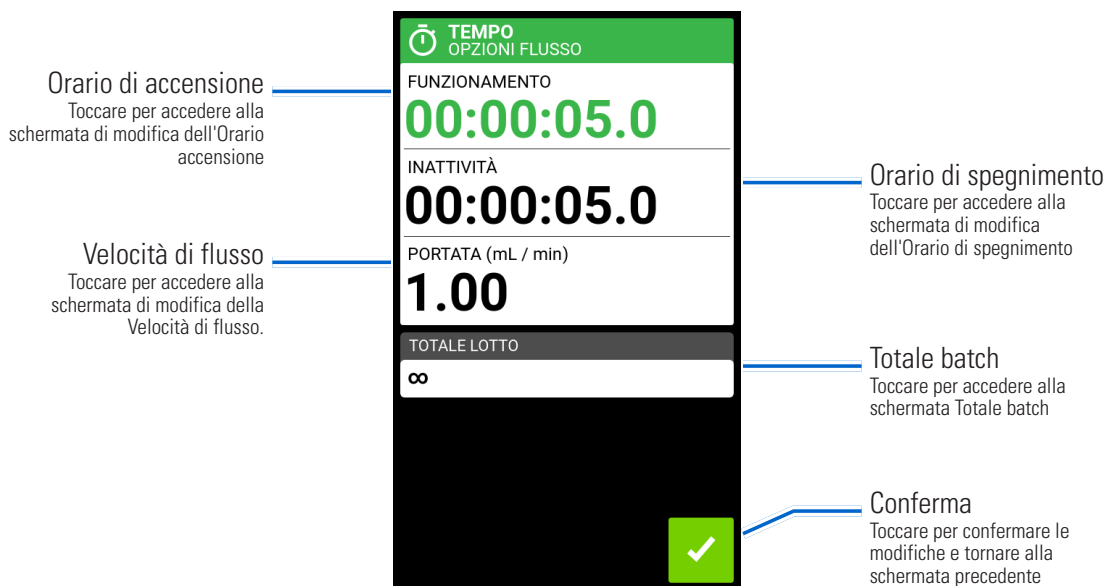 TEMPO
OPZIONI FLUSSO
Orario di accensione
Toccare per accedere alla
schermata di modifica dell'Orario
accensione
FUNZIONAMENTO
00:00:05.0
INATTIVITÀ
00:00:05.0
Orario di spegnimento
Toccare per accedere alla
schermata di modifica
dell'Orario di spegnimento
Velocità di flusso
Toccare per accedere alla
schermata di modifica della
Velocità di flusso.
PORTATA (mL / min)
1.00
TOTALE LOTTO
∞
Totale batch
Toccare per accedere alla
schermata Totale batch
Conferma
Toccare per confermare le
modifiche e tornare alla
schermata precedente